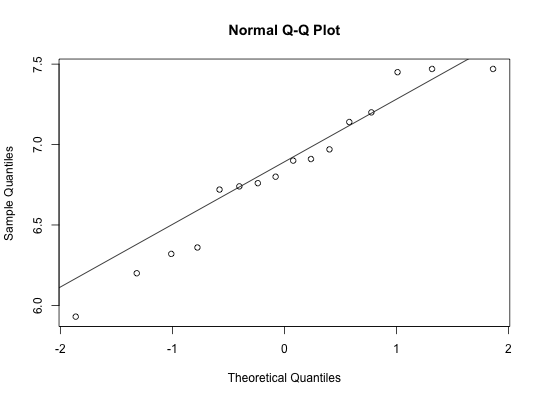 Normal Q-Q Plot
7.5
7.0
6.5
6.0
Sample Quantiles
-2 -1 0 1 2
Theoretical Quantiles